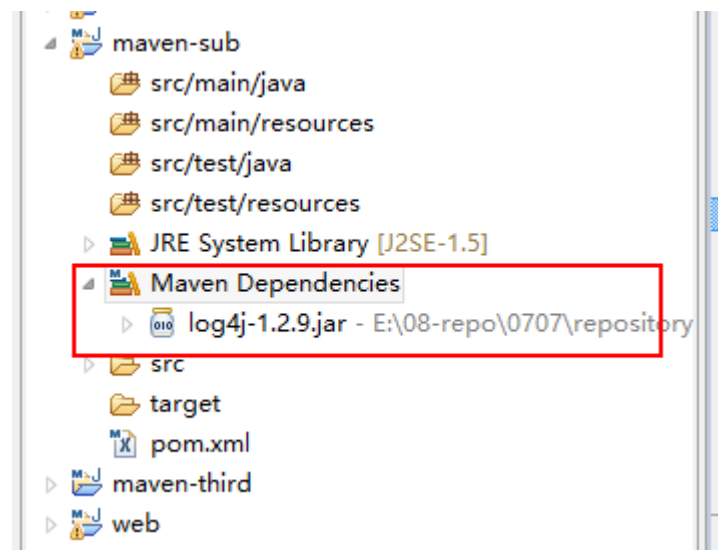 maven-sub
src/main/java
src/main/resources
src/test/java
src/test/resources
JRE System Library [J2SE-1.5]
Maven Dependencies
log4j-1.2.9.jar - E:\08-repo\0707\repository
src
target
pom.xml
maven-third
web